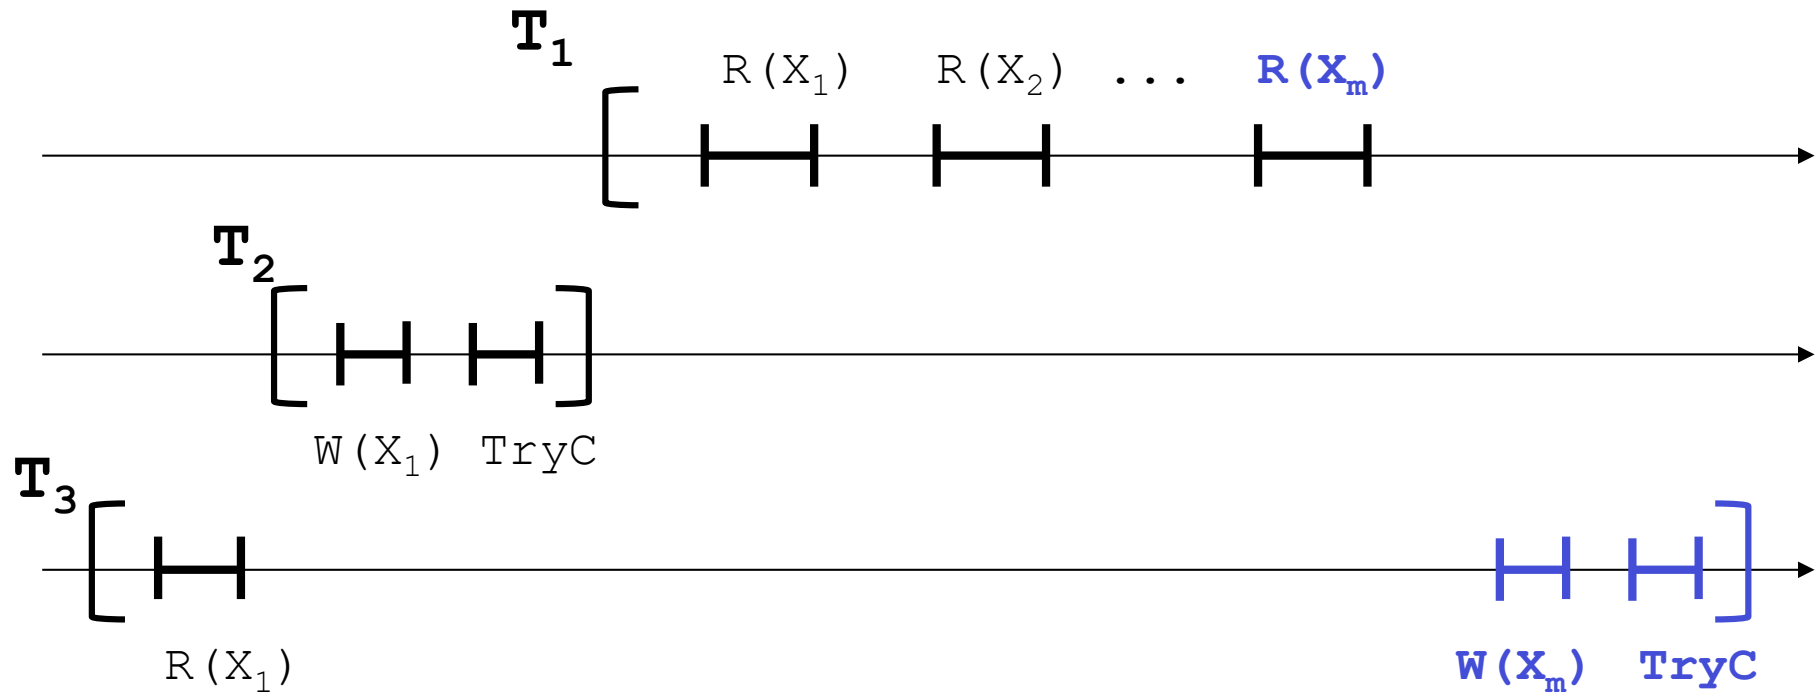 T₁
R(X₁) R(X₂) ... R(Xₘ)
T₂
W(X₁) TryC
T₃
R(X₁)
W(Xₘ) TryC